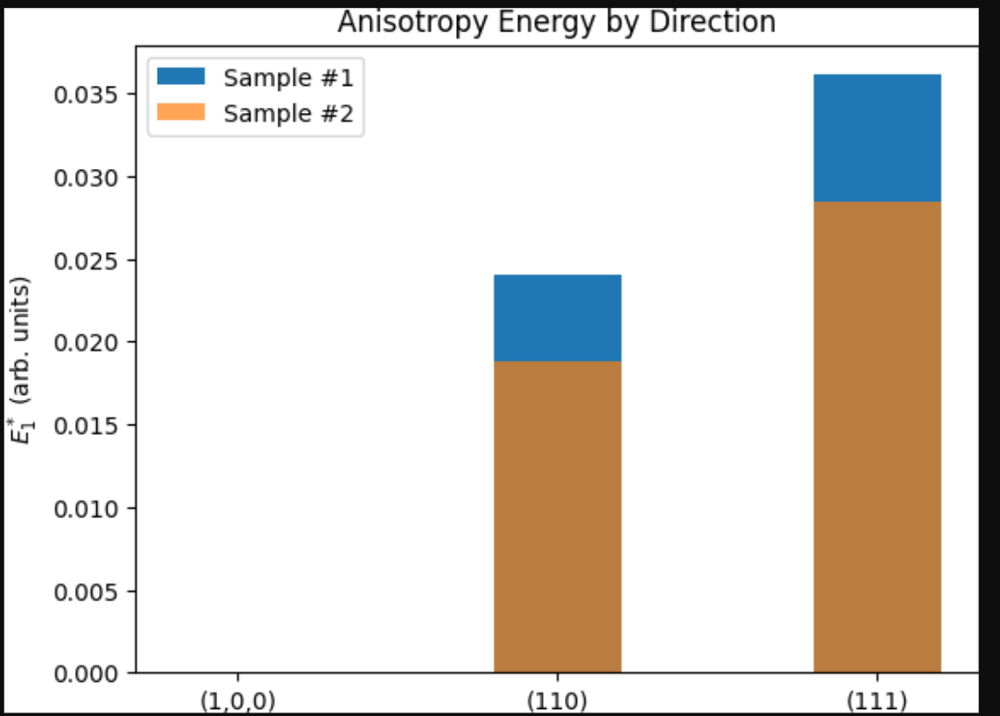 Anisotropy Energy by Direction
Sample #1
Sample #2
0.035
0.030
0.025
0.020
0.015
0.010
0.005
0.000
E₁* (arb. units)
(1,0,0)
(110)
(111)